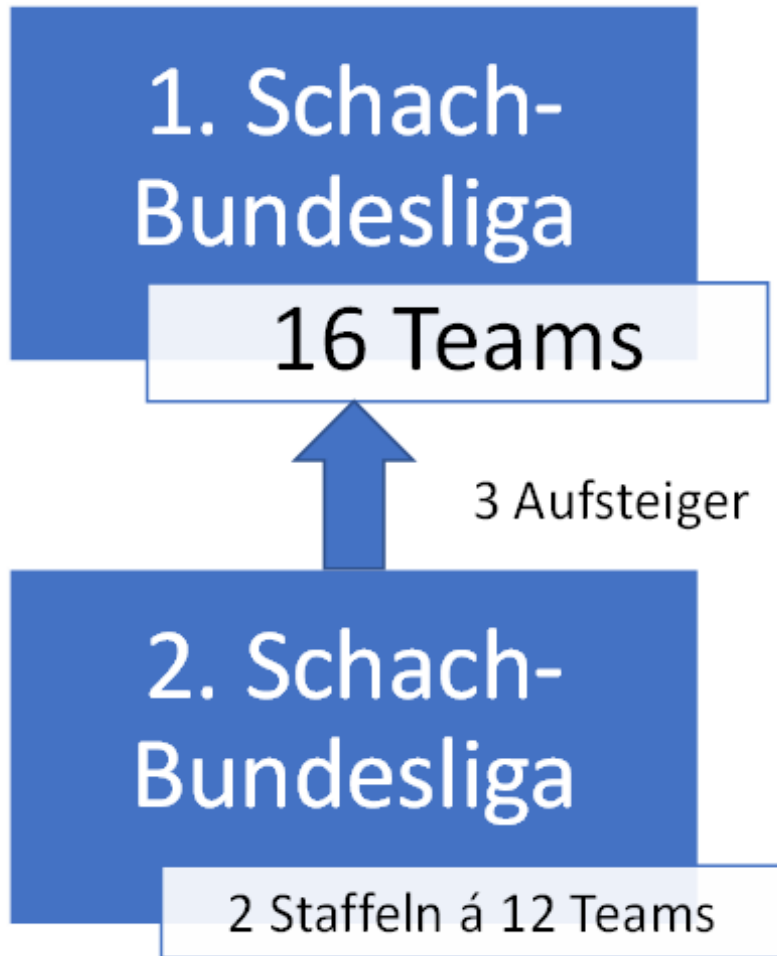 1. Schach-
Bundesliga
16 Teams
3 Aufsteiger
2. Schach-
Bundesliga
2 Staffeln á 12 Teams